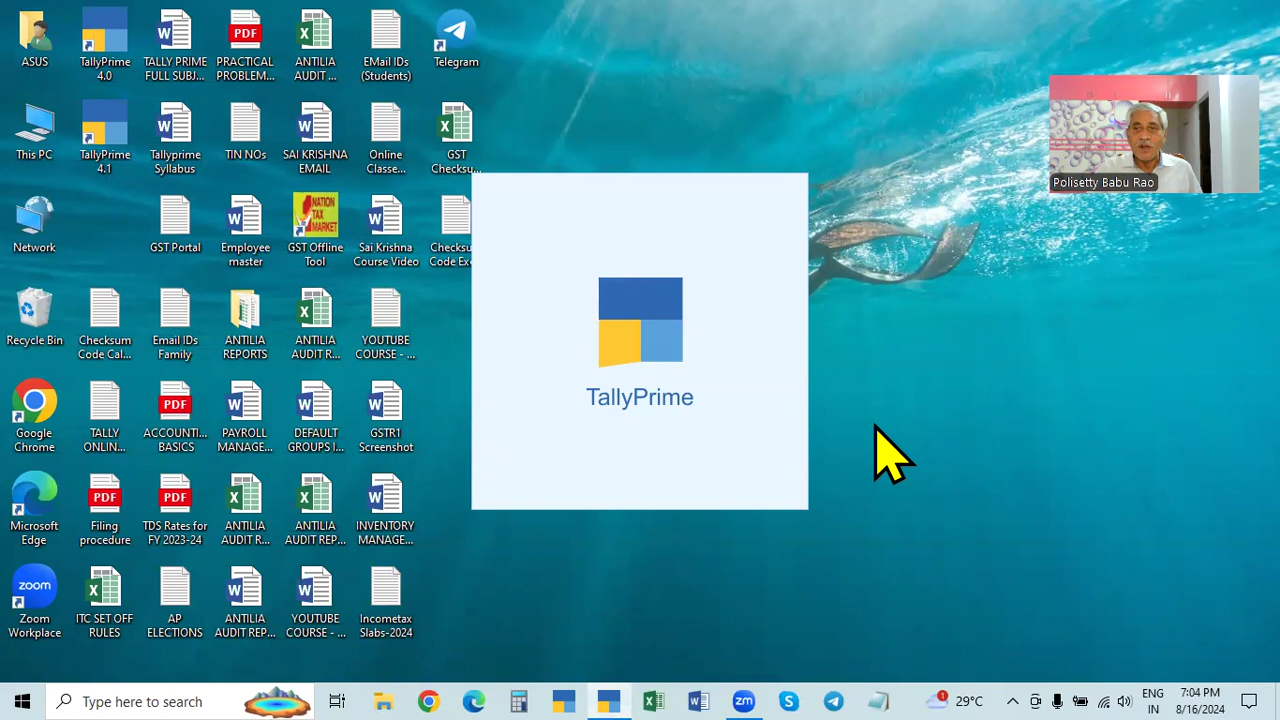 ASUS
TallyPrime
4.0
TALLY PRIME
FULL SUBJ...
PRACTICAL
PROBLEM...
ANTILIA
AUDIT ...
EMail IDs
(Students)
Telegram
This PC
TallyPrime
4.1
Tallyprime
Syllabus
TIN NOs
SAI KRISHNA
EMAIL
Online
Classe...
GST
Checksu...
Network
GST Portal
Employee
master
NATION
TAX
MARKET
GST Offline
Tool
Sai Krishna
Course Video
Checksu
Code Ex
Recycle Bin
Checksum
Code Cal...
Email IDs
Family
ANTILIA
REPORTS
ANTILIA
AUDIT R...
YOUTUBE
COURSE - ...
Google
Chrome
TALLY
ONLIN...
PDF
ACCOUNTI...
BASICS
PAYROLL
MANAGE...
DEFAULT
GROUPS I...
GSTR1
Screenshot
Microsoft
Edge
PDF
Filing
procedure
PDF
TDS Rates for
FY 2023-24
ANTILIA
AUDIT R...
ANTILIA
AUDIT REP...
INVENTORY
MANAGE...
zoom
Zoom
Workplace
ITC SET OFF
RULES
AP
ELECTIONS
ANTILIA
AUDIT REP...
YOUTUBE
COURSE - ...
Incometax
Slabs-2024
PDF
TallyPrime
Polisetty Babu Rao
Type here to search
zm
29°C
ENG
IN
7:04 PM
8/16/2024